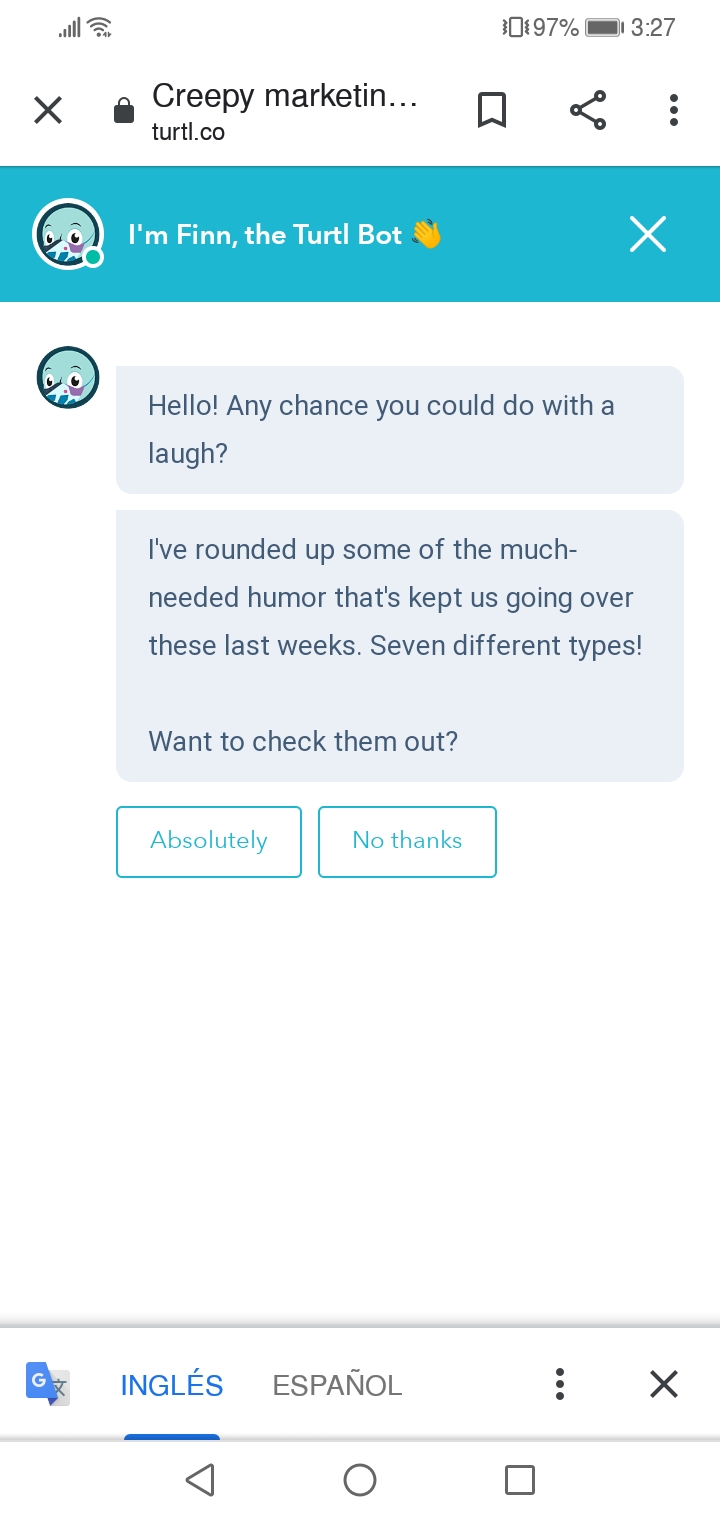 97% 3:27
Creepy marketin...
turtl.co
I'm Finn, the Turtl Bot 👋
Hello! Any chance you could do with a
laugh?
I've rounded up some of the much-
needed humor that's kept us going over
these last weeks. Seven different types!
Want to check them out?
Absolutely No thanks
G 文 INGLÉS ESPAÑOL